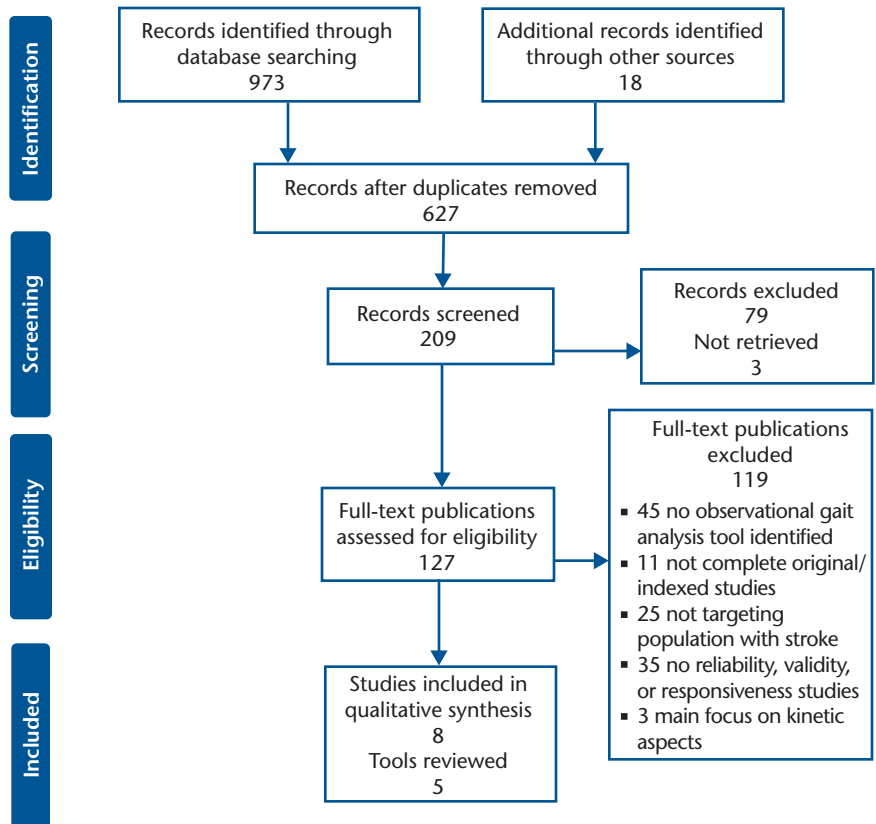 Identification
Records identified through
database searching
973
Additional records identified
through other sources
18
Records after duplicates removed
627
Screening
Records screened
209
Records excluded
79
Not retrieved
3
Eligibility
Full-text publications
assessed for eligibility
127
Full-text publications
excluded
119
▪ 45 no observational gait
analysis tool identified
▪ 11 not complete original/
indexed studies
▪ 25 not targeting
population with stroke
▪ 35 no reliability, validity,
or responsiveness studies
▪ 3 main focus on kinetic
aspects
Included
Studies included in
qualitative synthesis
8
Tools reviewed
5